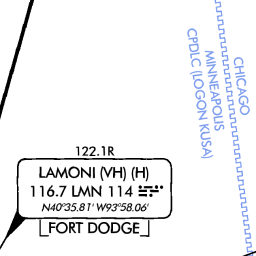 CHICAGO
MINNEAPOLIS
CPDLC (LOGON KUSA)
122.1R
LAMONI (VH) (H)
116.7 LMN 114
N40°35.81' W93°58.06'
FORT DODGE